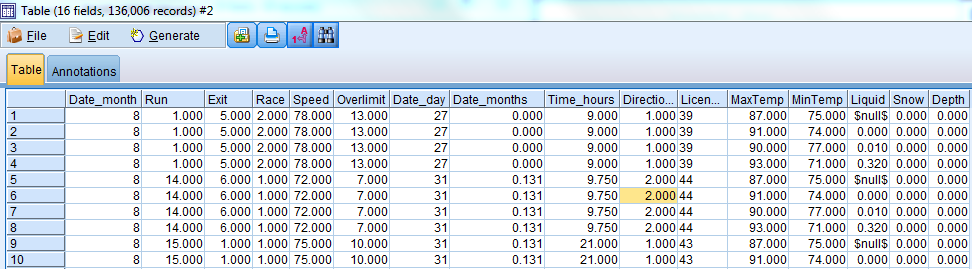 Table (16 fields, 136,006 records) #2
File Edit Generate
Table Annotations
Date_month Run Exit Race Speed Overlimit Date_day Date_months Time_hours Directio... Licen... MaxTemp MinTemp Liquid Snow Depth
1 8 1.000 5.000 2.000 78.000 13.000 27 0.000 9.000 1.000 39 87.000 75.000 $null$ 0.000 0.000
2 8 1.000 5.000 2.000 78.000 13.000 27 0.000 9.000 1.000 39 91.000 74.000 0.000 0.000 0.000
3 8 1.000 5.000 2.000 78.000 13.000 27 0.000 9.000 1.000 39 90.000 77.000 0.010 0.000 0.000
4 8 1.000 5.000 2.000 78.000 13.000 27 0.000 9.000 1.000 39 93.000 71.000 0.320 0.000 0.000
5 8 14.000 6.000 1.000 72.000 7.000 31 0.131 9.750 2.000 44 87.000 75.000 $null$ 0.000 0.000
6 8 14.000 6.000 1.000 72.000 7.000 31 0.131 9.750 2.000 44 91.000 74.000 0.000 0.000 0.000
7 8 14.000 6.000 1.000 72.000 7.000 31 0.131 9.750 2.000 44 90.000 77.000 0.010 0.000 0.000
8 8 14.000 6.000 1.000 72.000 7.000 31 0.131 9.750 2.000 44 93.000 71.000 0.320 0.000 0.000
9 8 15.000 1.000 1.000 75.000 10.000 31 0.131 21.000 1.000 43 87.000 75.000 $null$ 0.000 0.000
10 8 15.000 1.000 1.000 75.000 10.000 31 0.131 21.000 1.000 43 91.000 74.000 0.000 0.000 0.000